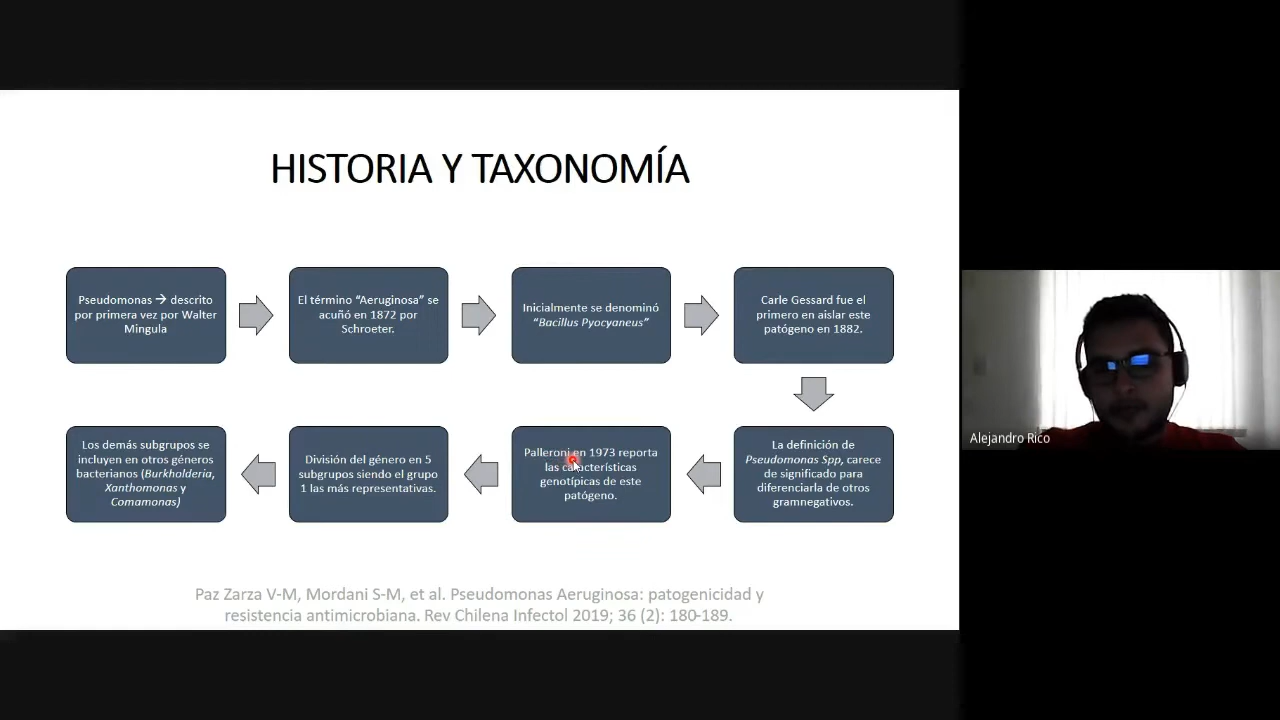 HISTORIA Y TAXONOMÍA
Pseudomonas → descrito
por primera vez por Walter
Mingula
El término “Aeruginosa” se
acuñó en 1872 por
Schroeter.
Inicialmente se denominó
“Bacillus Pyocyaneus”
Carle Gessard fue el
primero en aislar este
patógeno en 1882.
La definición de
Pseudomonas Spp, carece
de significado para
diferenciarla de otros
gramnegativos.
Palleroni en 1973 reporta
las características
genotípicas de este
patógeno.
División del género en 5
subgrupos siendo el grupo
1 las más representativas.
Los demás subgrupos se
incluyen en otros géneros
bacterianos (Burkholderia,
Xanthomonas y
Comamonas)
Paz Zarza V-M, Mordani S-M, et al. Pseudomonas Aeruginosa: patogenicidad y
resistencia antimicrobiana. Rev Chilena Infectol 2019; 36 (2): 180-189.
Alejandro Rico